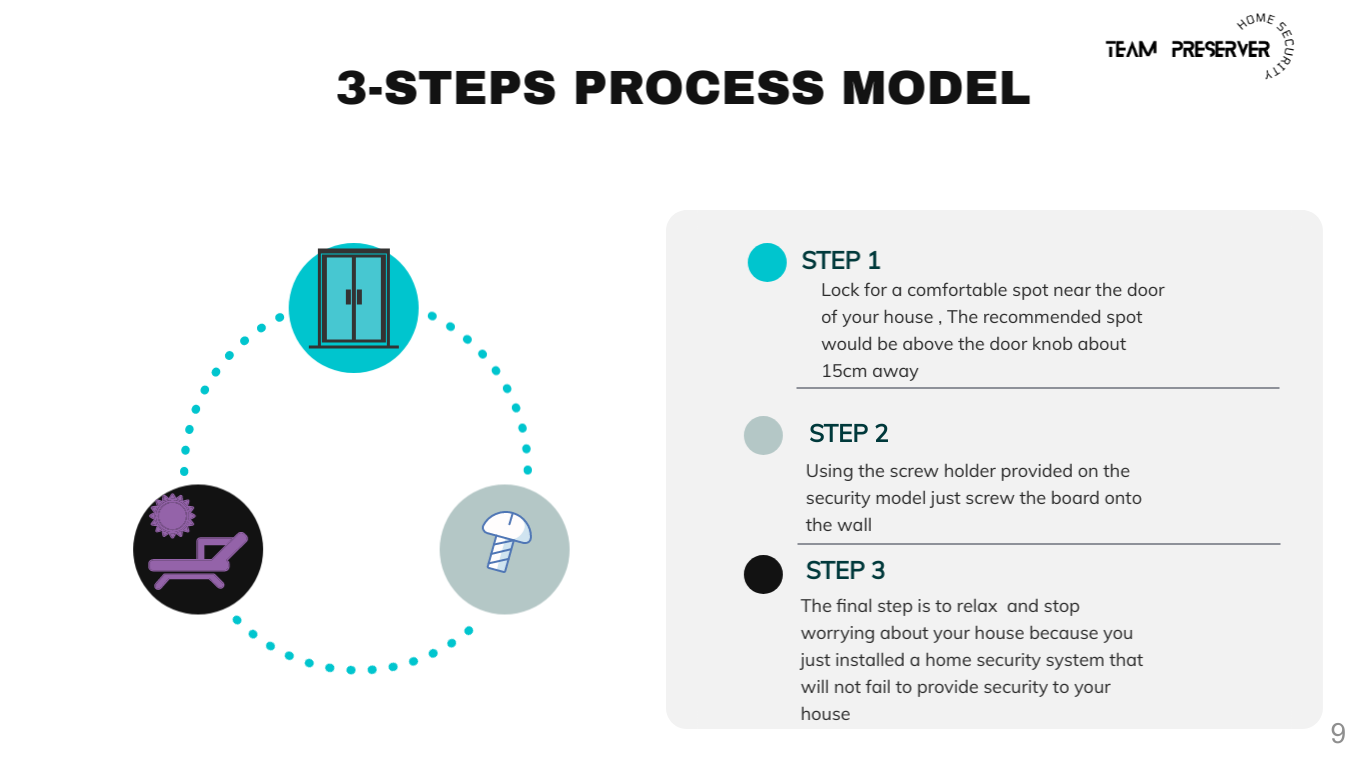 HOME SECURITY
TEAM PRESERVER
3-STEPS PROCESS MODEL
STEP 1
Lock for a comfortable spot near the door
of your house , The recommended spot
would be above the door knob about
15cm away
STEP 2
Using the screw holder provided on the
security model just screw the board onto
the wall
STEP 3
The final step is to relax  and stop
worrying about your house because you
just installed a home security system that
will not fail to provide security to your
house
9